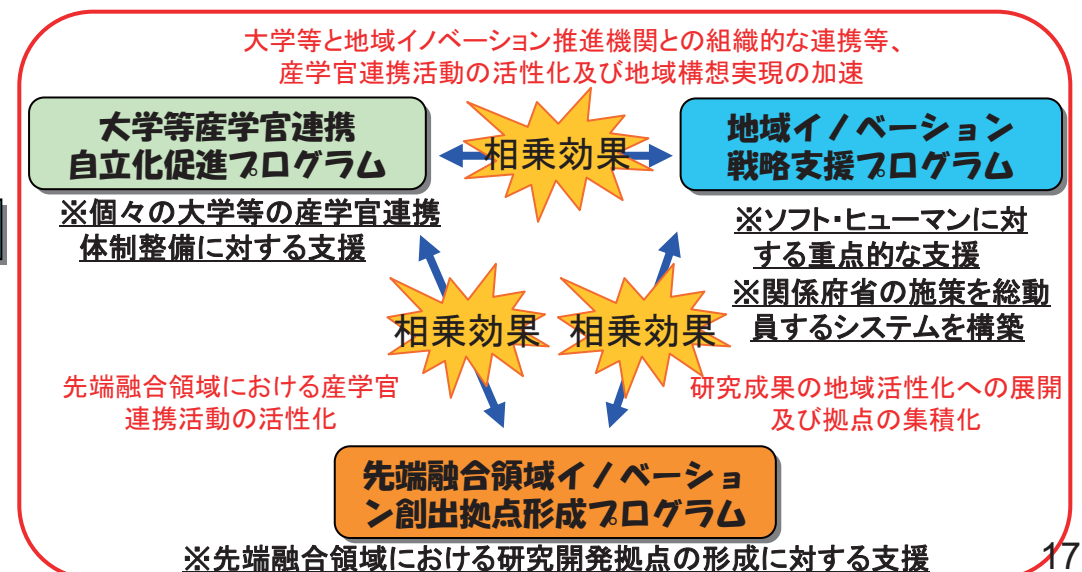 大学等と地域イノベーション推進機関との組織的な連携等、
産学官連携活動の活性化及び地域構想実現の加速
大学等産学官連携
自立化促進プログラム
相乗効果
地域イノベーション
戦略支援プログラム
※個々の大学等の産学官連携
体制整備に対する支援
※ソフト・ヒューマンに対
する重点的な支援
※関係府省の施策を総動
員するシステムを構築
相乗効果
相乗効果
先端融合領域における産学官
連携活動の活性化
研究成果の地域活性化への展開
及び拠点の集積化
先端融合領域イノベーショ
ン創出拠点形成プログラム
※先端融合領域における研究開発拠点の形成に対する支援
17